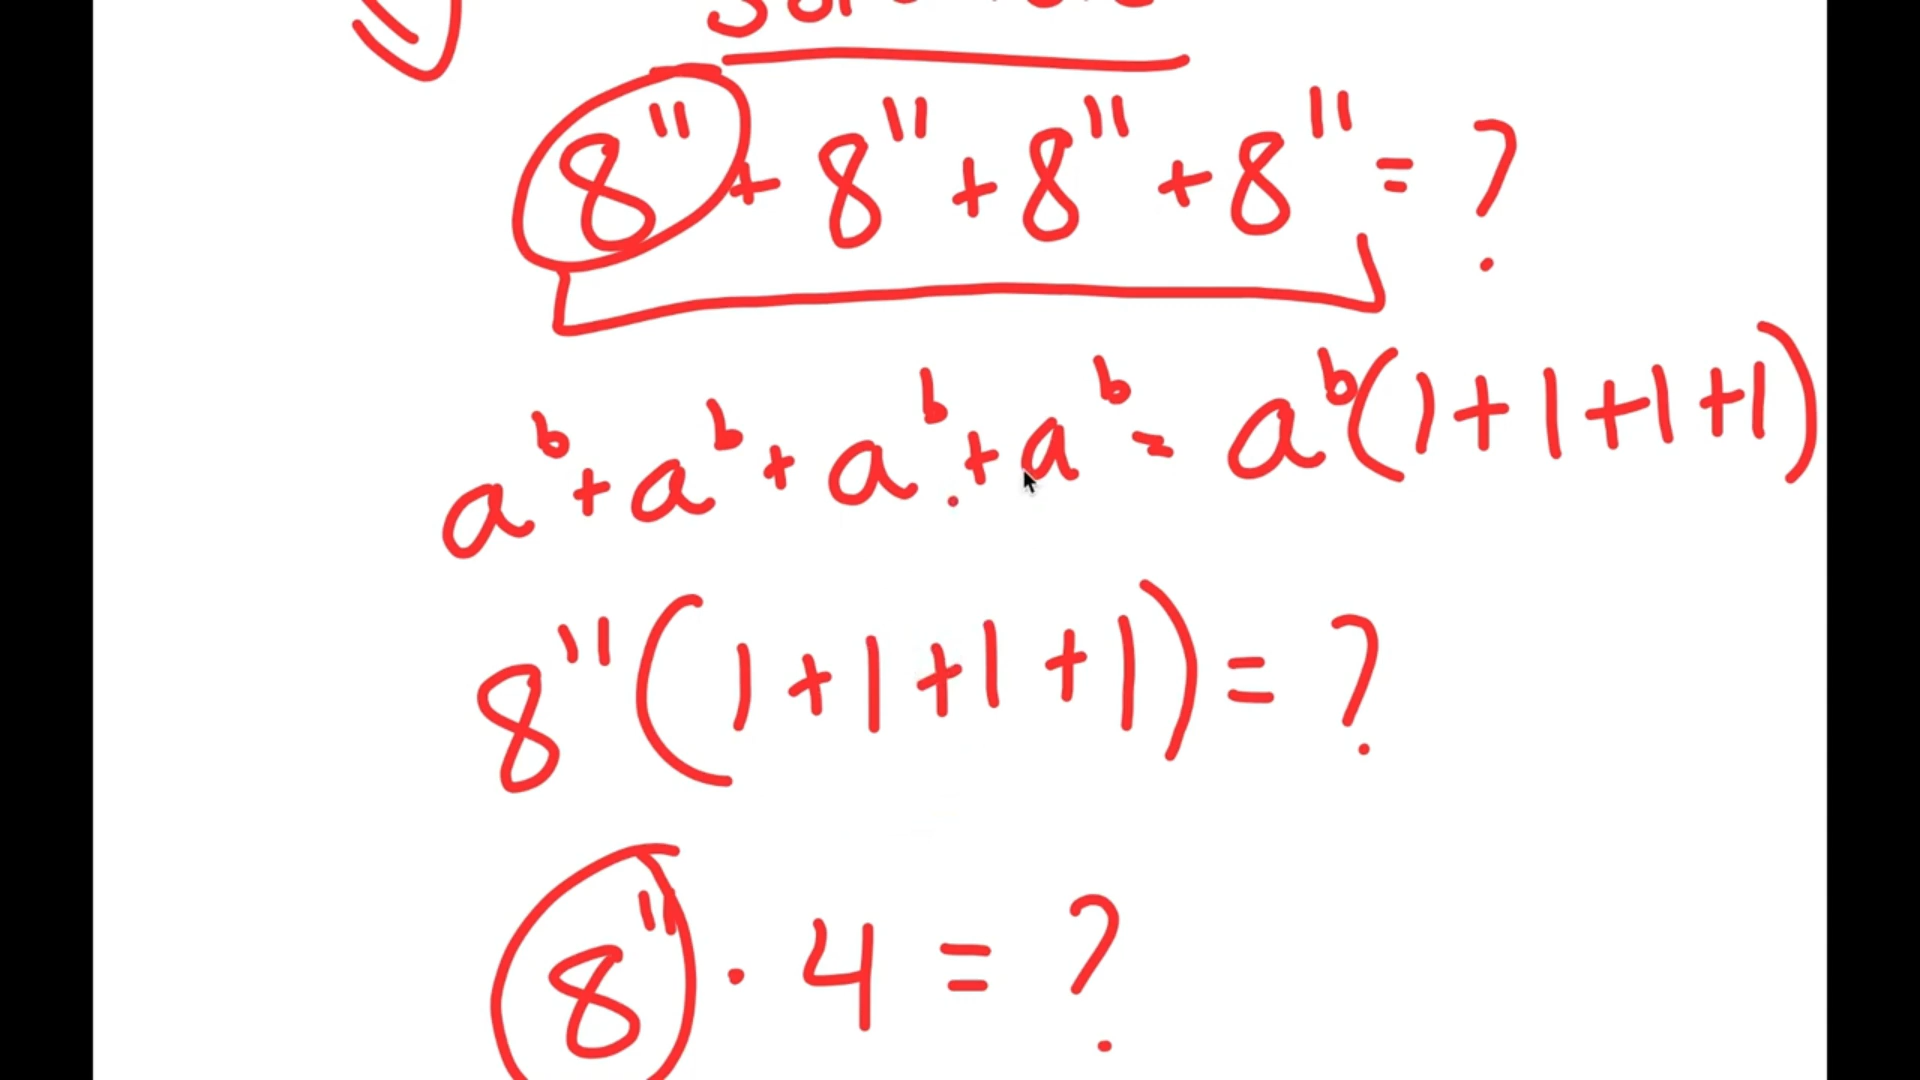 8¹¹ + 8¹¹ + 8¹¹ + 8¹¹ = ?
aᵇ + aᵇ + aᵇ + aᵇ = aᵇ(1+1+1+1)
8¹¹(1+1+1+1) = ?
8¹¹ · 4 = ?